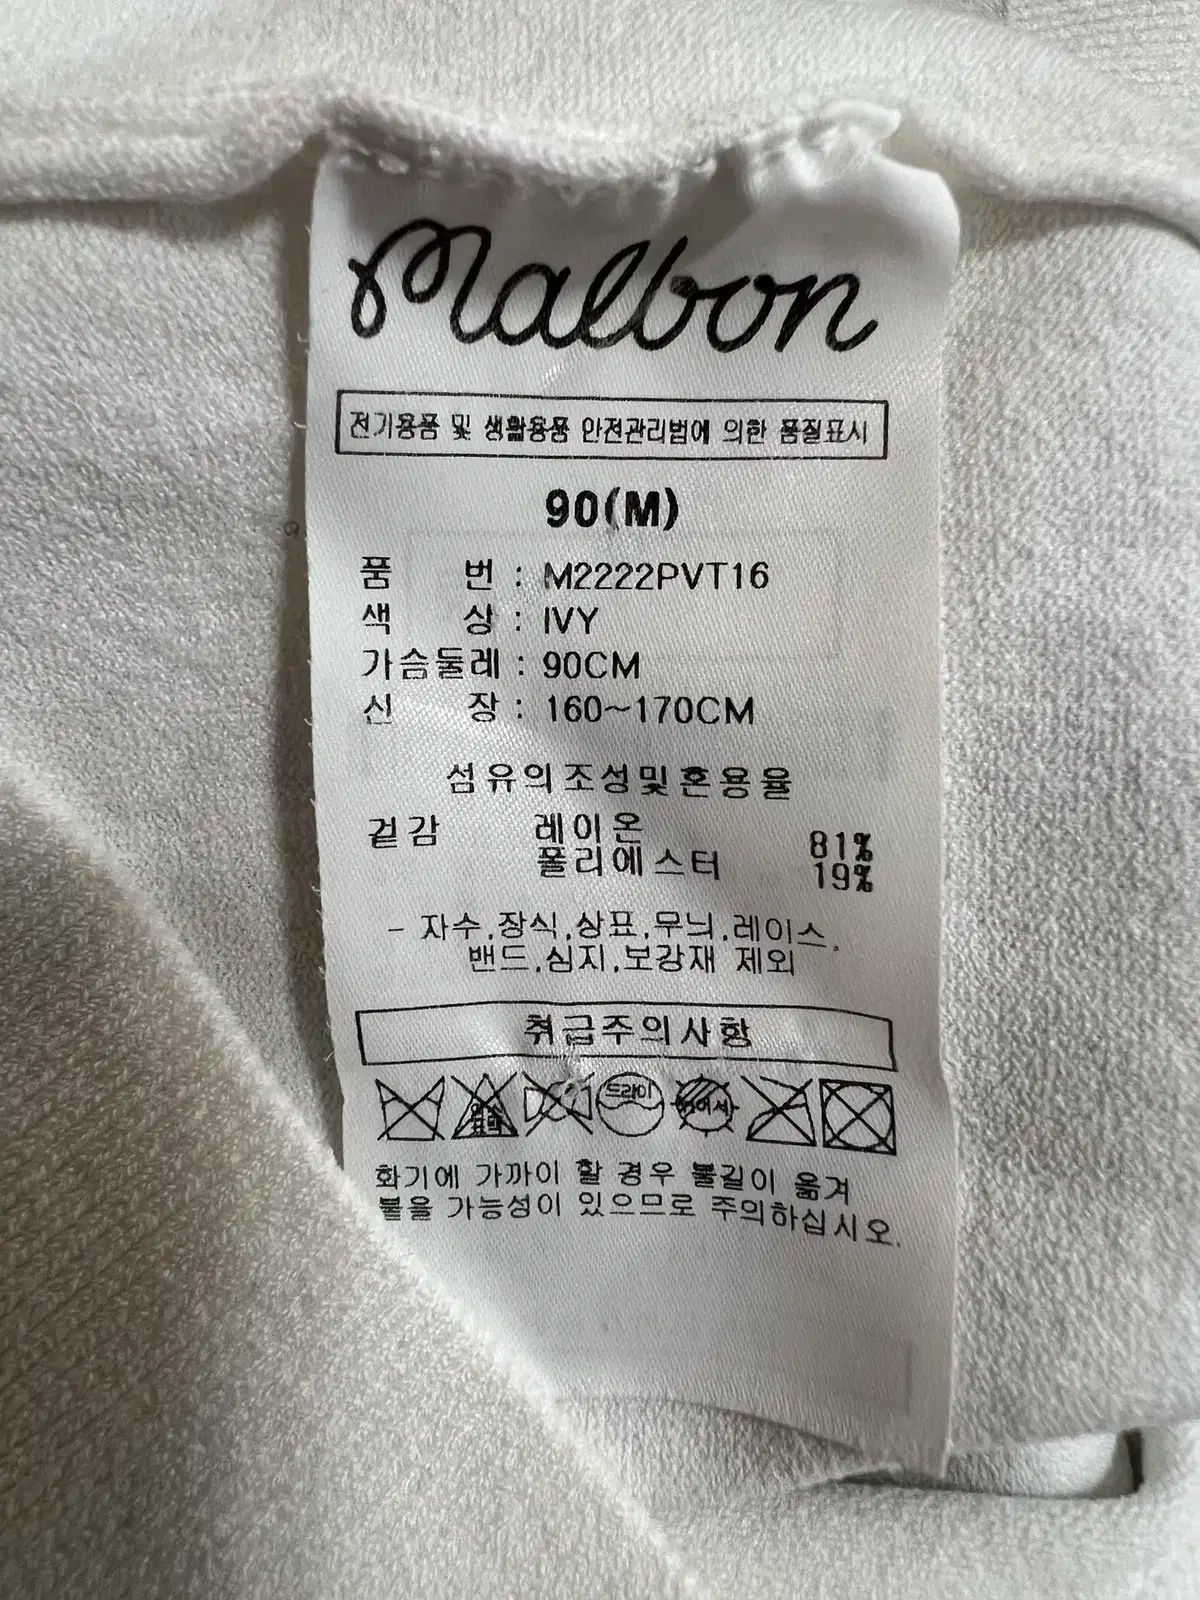 Malbon
전기용품 및 생활용품 안전관리법에 의한 품질표시
90(M)
품 번 : M2222PVT16
색 상 : IVY
가슴둘레 : 90CM
신 장 : 160~170CM
섬유의조성및혼용율
겉감 레이온 81%
폴리에스터 19%
- 자수,장식,상표,무늬,레이스,
밴드,심지,보강재 제외
취급주의사항
드라이
화기에 가까이 할 경우 불길이 옮겨
붙을 가능성이 있으므로 주의하십시오.